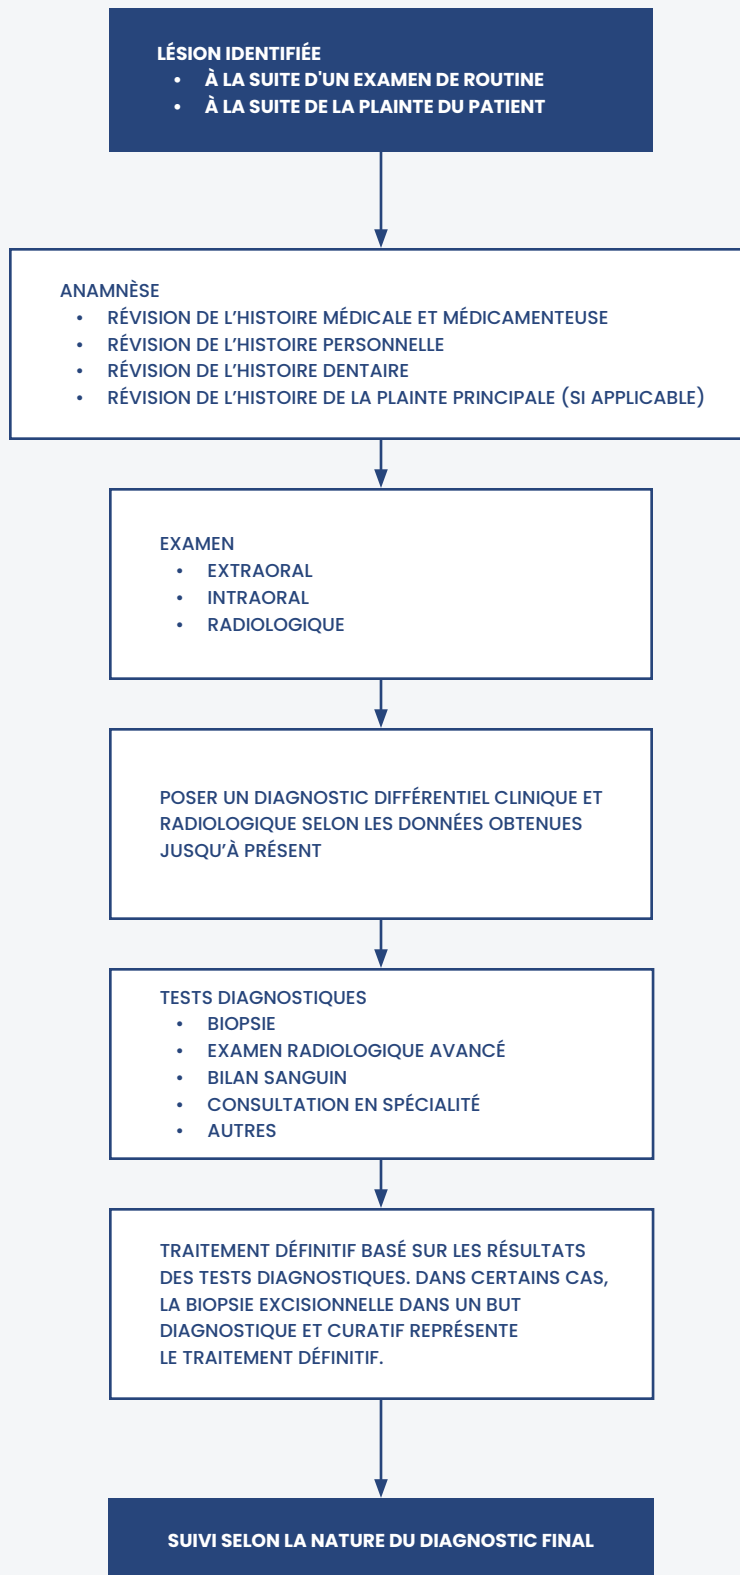 LÉSION IDENTIFIÉE
• À LA SUITE D'UN EXAMEN DE ROUTINE
• À LA SUITE DE LA PLAINTE DU PATIENT
ANAMNÈSE
• RÉVISION DE L’HISTOIRE MÉDICALE ET MÉDICAMENTEUSE
• RÉVISION DE L’HISTOIRE PERSONNELLE
• RÉVISION DE L’HISTOIRE DENTAIRE
• RÉVISION DE L’HISTOIRE DE LA PLAINTE PRINCIPALE (SI APPLICABLE)
EXAMEN
• EXTRAORAL
• INTRAORAL
• RADIOLOGIQUE
POSER UN DIAGNOSTIC DIFFÉRENTIEL CLINIQUE ET
RADIOLOGIQUE SELON LES DONNÉES OBTENUES
JUSQU’À PRÉSENT
TESTS DIAGNOSTIQUES
• BIOPSIE
• EXAMEN RADIOLOGIQUE AVANCÉ
• BILAN SANGUIN
• CONSULTATION EN SPÉCIALITÉ
• AUTRES
TRAITEMENT DÉFINITIF BASÉ SUR LES RÉSULTATS
DES TESTS DIAGNOSTIQUES. DANS CERTAINS CAS,
LA BIOPSIE EXCISIONNELLE DANS UN BUT
DIAGNOSTIQUE ET CURATIF REPRÉSENTE
LE TRAITEMENT DÉFINITIF.
SUIVI SELON LA NATURE DU DIAGNOSTIC FINAL